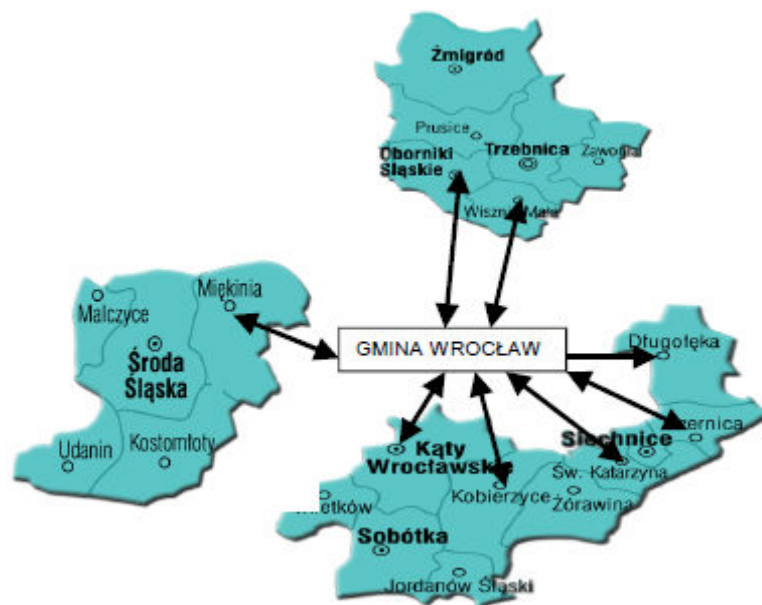 Żmigród
Prusice
Oborniki
Śląskie
Trzebnica
Zawonia
Wisznia Mała
Miękinia
Malczyce
Środa
Śląska
Udanin
Kostomłoty
GMINA WROCŁAW
Długołęka
Czernica
Siechnice
Kąty
Wrocławskie
Św. Katarzyna
Kobierzyce
Żórawina
Sobótka
Jordanów Śląski